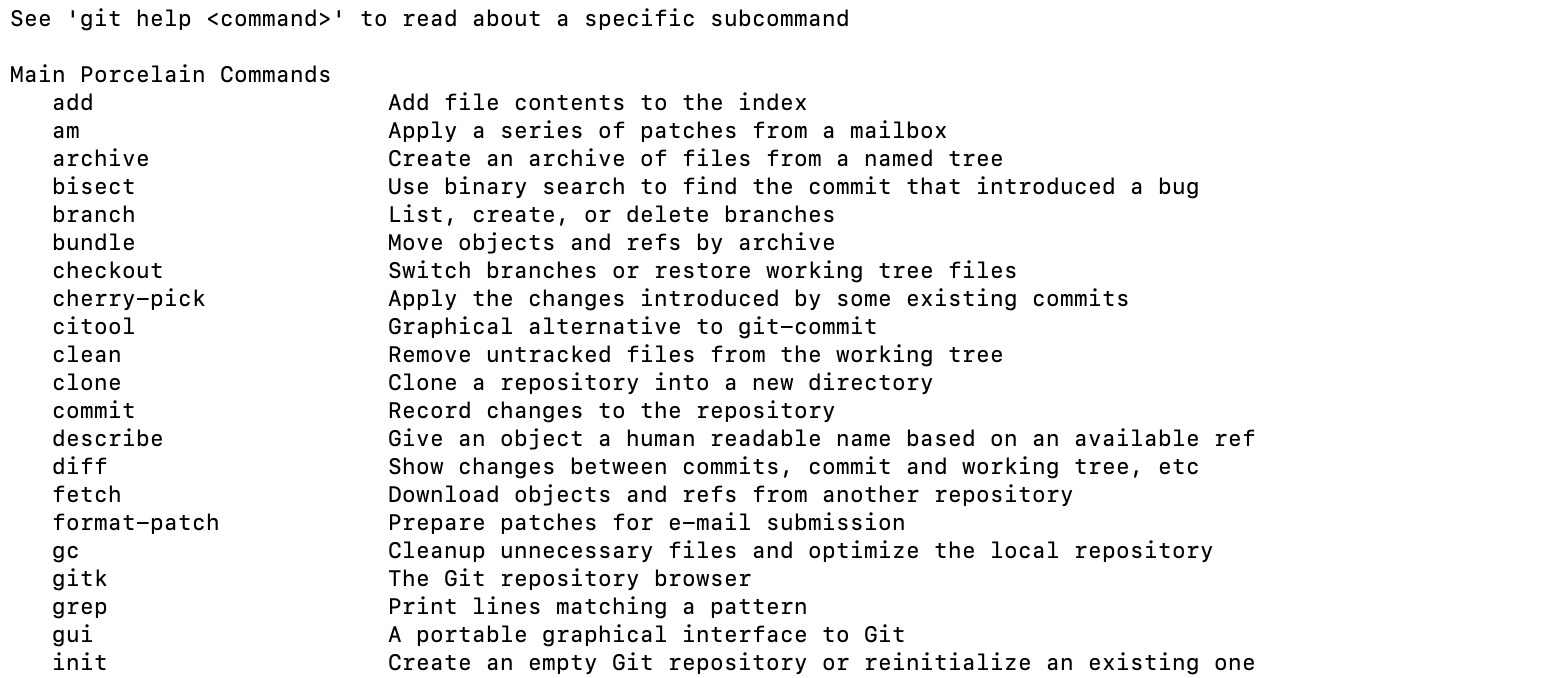 See 'git help <command>' to read about a specific subcommand

Main Porcelain Commands
   add                     Add file contents to the index
   am                      Apply a series of patches from a mailbox
   archive                 Create an archive of files from a named tree
   bisect                  Use binary search to find the commit that introduced a bug
   branch                  List, create, or delete branches
   bundle                  Move objects and refs by archive
   checkout                Switch branches or restore working tree files
   cherry-pick             Apply the changes introduced by some existing commits
   citool                  Graphical alternative to git-commit
   clean                   Remove untracked files from the working tree
   clone                   Clone a repository into a new directory
   commit                  Record changes to the repository
   describe                Give an object a human readable name based on an available ref
   diff                    Show changes between commits, commit and working tree, etc
   fetch                   Download objects and refs from another repository
   format-patch            Prepare patches for e-mail submission
   gc                      Cleanup unnecessary files and optimize the local repository
   gitk                    The Git repository browser
   grep                    Print lines matching a pattern
   gui                     A portable graphical interface to Git
   init                    Create an empty Git repository or reinitialize an existing one